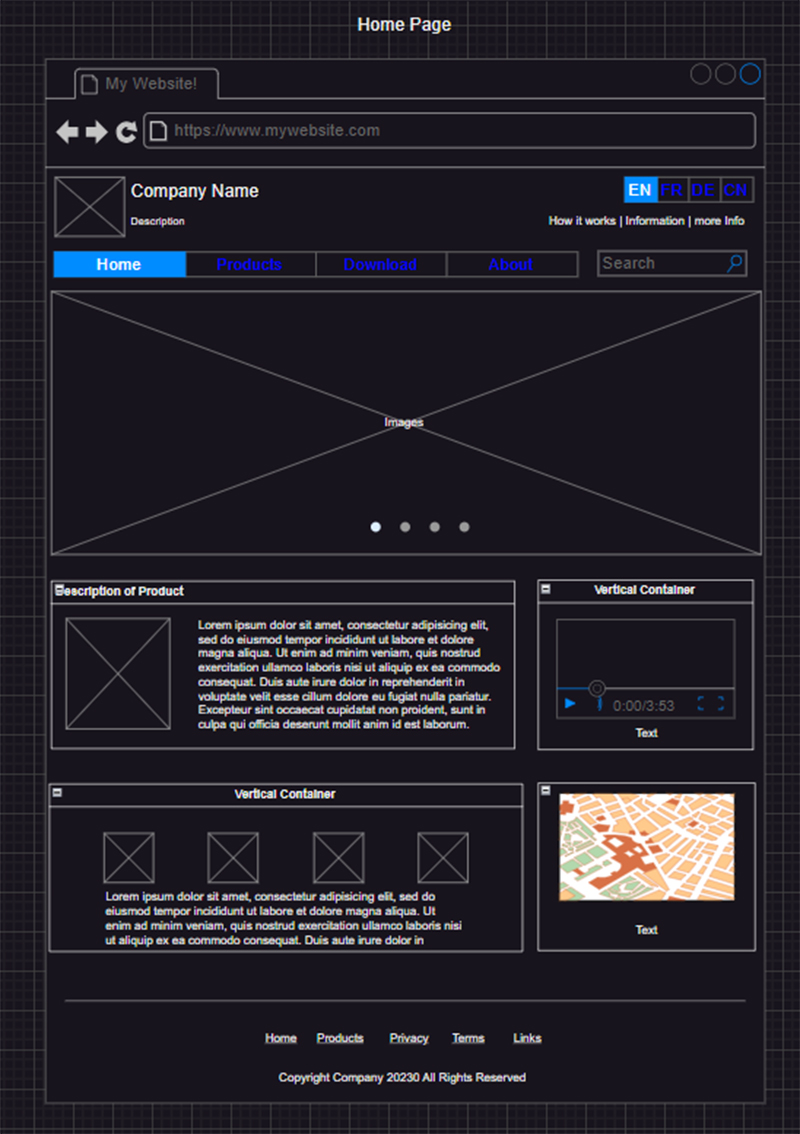 Home Page
My Website!
https://www.mywebsite.com
Company Name
EN FR DE CN
Description
How it works | Information | more Info
Home Products Download About
Search
Images
Description of Product
Lorem ipsum dolor sit amet, consectetur adipisicing elit,
sed do eiusmod tempor incididunt ut labore et dolore
magna aliqua. Ut enim ad minim veniam, quis nostrud
exercitation ullamco laboris nisi ut aliquip ex ea commodo
consequat. Duis aute irure dolor in reprehenderit in
voluptate velit esse cillum dolore eu fugiat nulla pariatur.
Excepteur sint occaecat cupidatat non proident, sunt in
culpa qui officia deserunt mollit anim id est laborum.
Vertical Container
0:00/3:53
Text
Vertical Container
Lorem ipsum dolor sit amet, consectetur adipisicing elit, sed do
eiusmod tempor incididunt ut labore et dolore magna aliqua. Ut
enim ad minim veniam, quis nostrud exercitation ullamco laboris nisi
ut aliquip ex ea commodo consequat. Duis aute irure dolor in
Text
Home Products Privacy Terms Links
Copyright Company 20230 All Rights Reserved